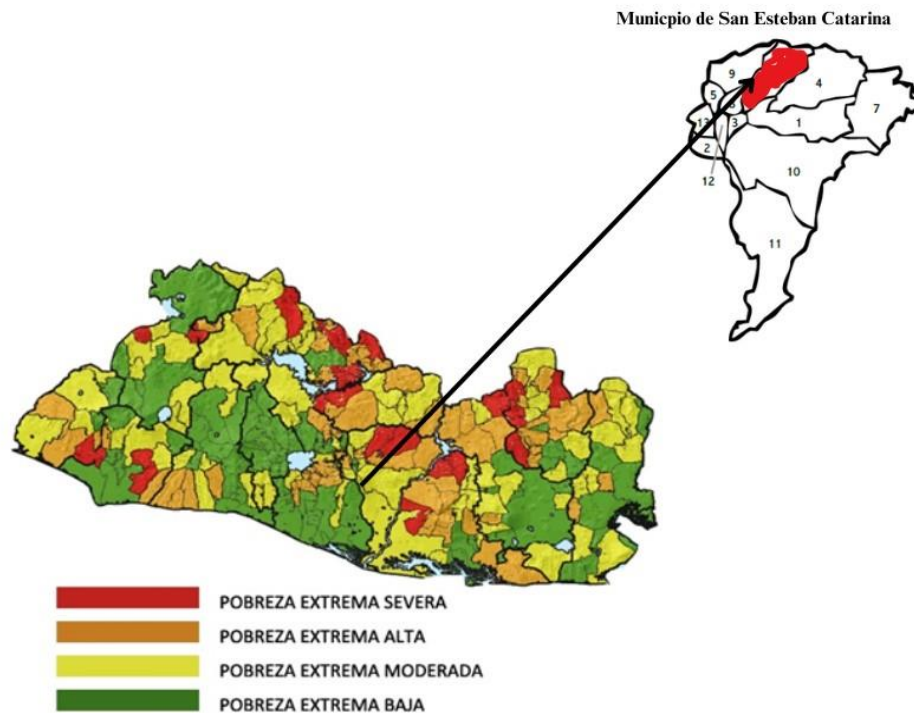 Municpio de San Esteban Catarina
9
4
5
7
8
13
3
1
2
12
10
11
POBREZA EXTREMA SEVERA
POBREZA EXTREMA ALTA
POBREZA EXTREMA MODERADA
POBREZA EXTREMA BAJA